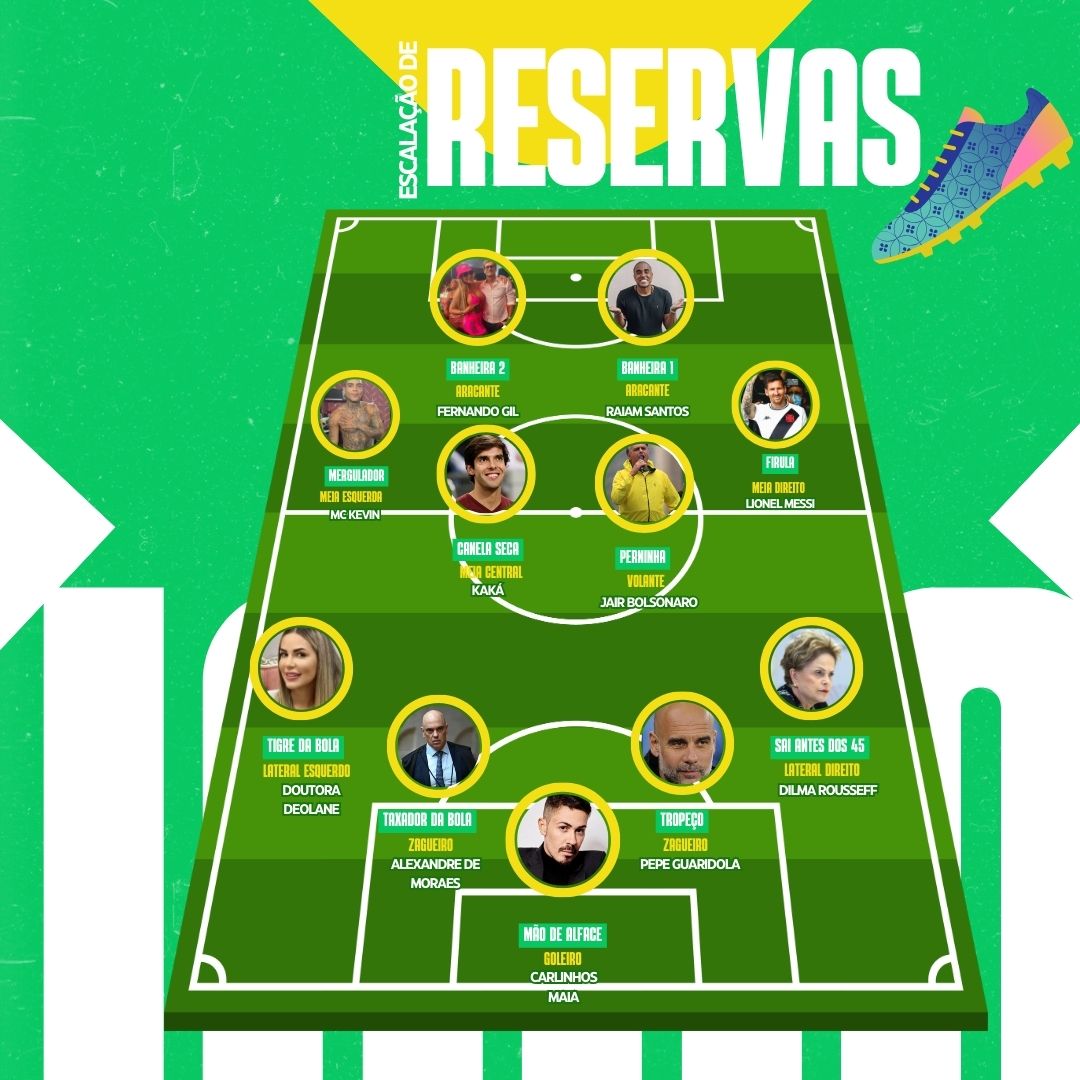 ESCALAÇÃO DE
RESERVAS
BANHEIRA 2
ARACANTE
FERNANDO GIL
BANHEIRA 1
ARACANTE
RAIAM SANTOS
MERGULADOR
MEIA ESQUERDA
MC KEVIN
FIRULA
MEIA DIREITO
LIONEL MESSI
CANELA SECA
MEIA CENTRAL
KAKÁ
PERNINHA
VOLANTE
JAIR BOLSONARO
TIGRE DA BOLA
LATERAL ESQUERDO
DOUTORA
DEOLANE
SAI ANTES DOS 45
LATERAL DIREITO
DILMA ROUSSEFF
TAXADOR DA BOLA
ZAGUEIRO
ALEXANDRE DE
MORAES
TROPEÇO
ZAGUEIRO
PEPE GUARIDOLA
MÃO DE ALFACE
GOLEIRO
CARLINHOS
MAIA